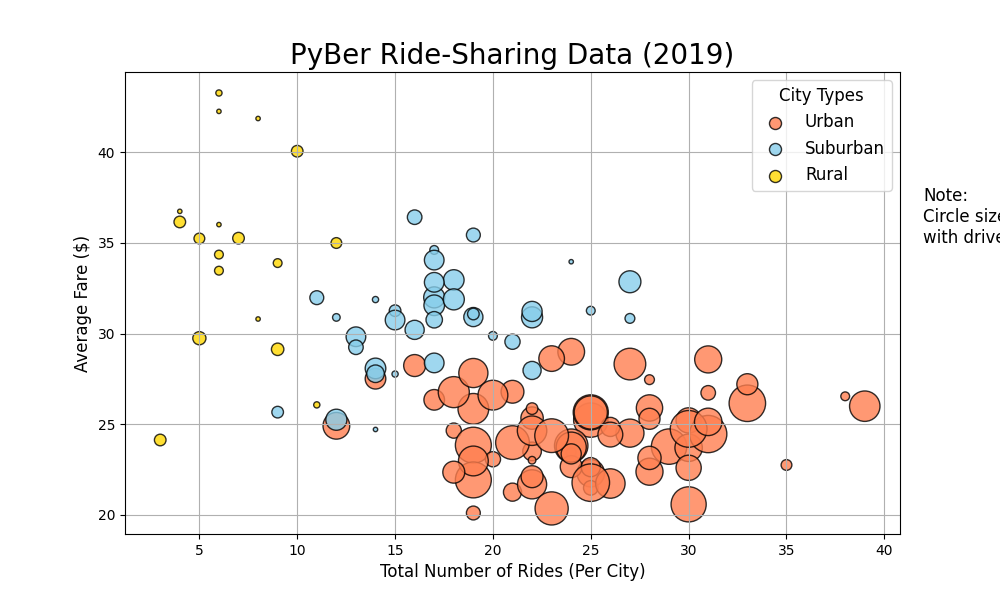 PyBer Ride-Sharing Data (2019)
City Types
Urban
Suburban
Rural
Note:
Circle size
with drive
Average Fare ($)
40
35
30
25
20
5 10 15 20 25 30 35 40
Total Number of Rides (Per City)